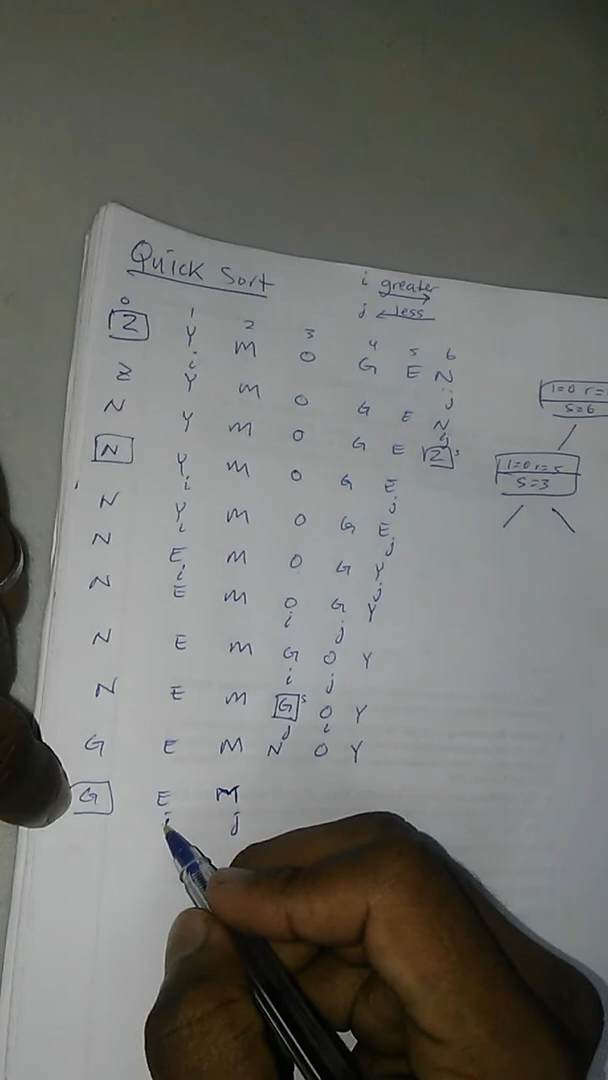 Quick Sort
i greater
j less
0 1 2 3 4 5 6
Z Y M O G E N
i j
Z Y M O G E N
j
N Y M O G E Z s
N Y M O G E
i j
N Y M O G E
i j
N E M O G Y
i j
N E M O G Y
i j
N E M G O Y
i j
N E M G s O Y
j i
G E M N O Y
G E M
i j
l=0 r=
s=6
l=0 r=5
s=3